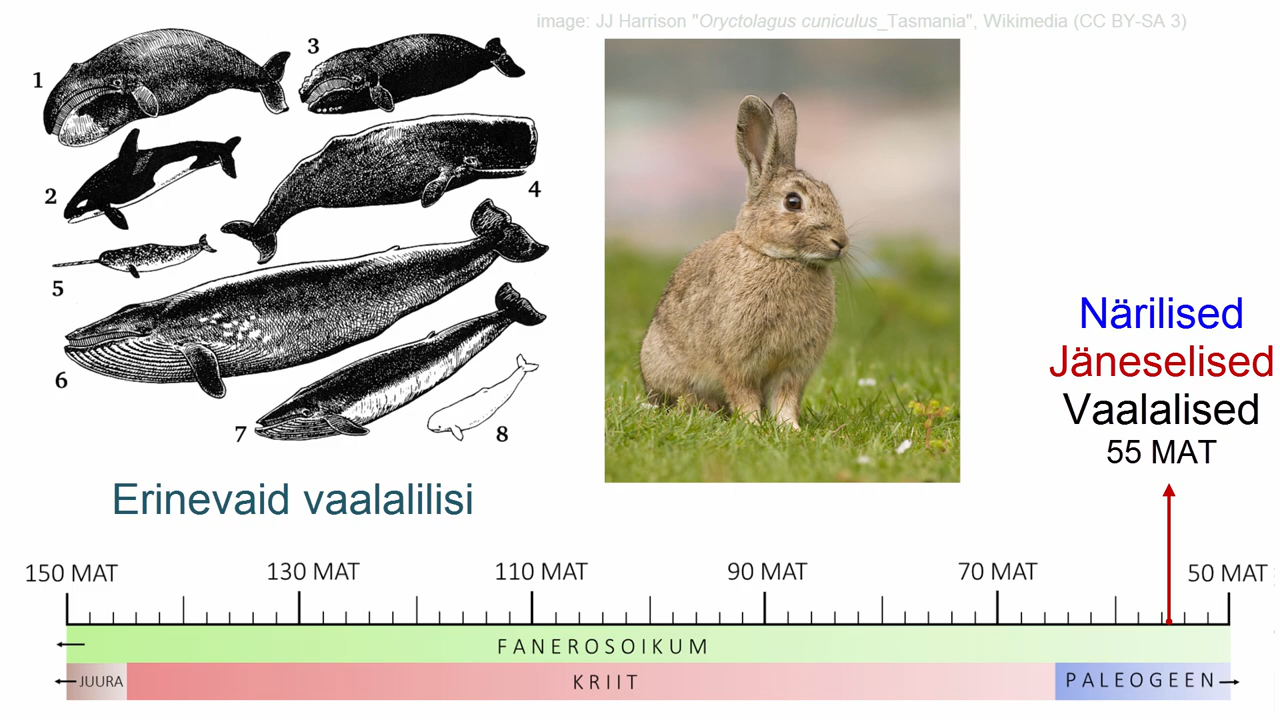 image: JJ Harrison "Oryctolagus cuniculus_Tasmania", Wikimedia (CC BY-SA 3)
1
3
2
4
5
6
7
8
Närilised
Jäneselised
Vaalalised
55 MAT
Erinevaid vaalalilisi
150 MAT 130 MAT 110 MAT 90 MAT 70 MAT 50 MAT
FANEROSOIKUM
JUURA KRIIT PALEOGEEN